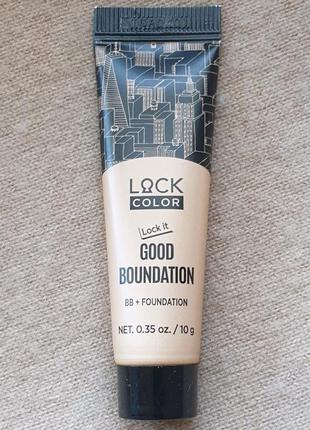 LOCK
COLOR
Lock it
GOOD
BOUNDATION
BB + FOUNDATION
NET. 0.35 oz. / 10 g